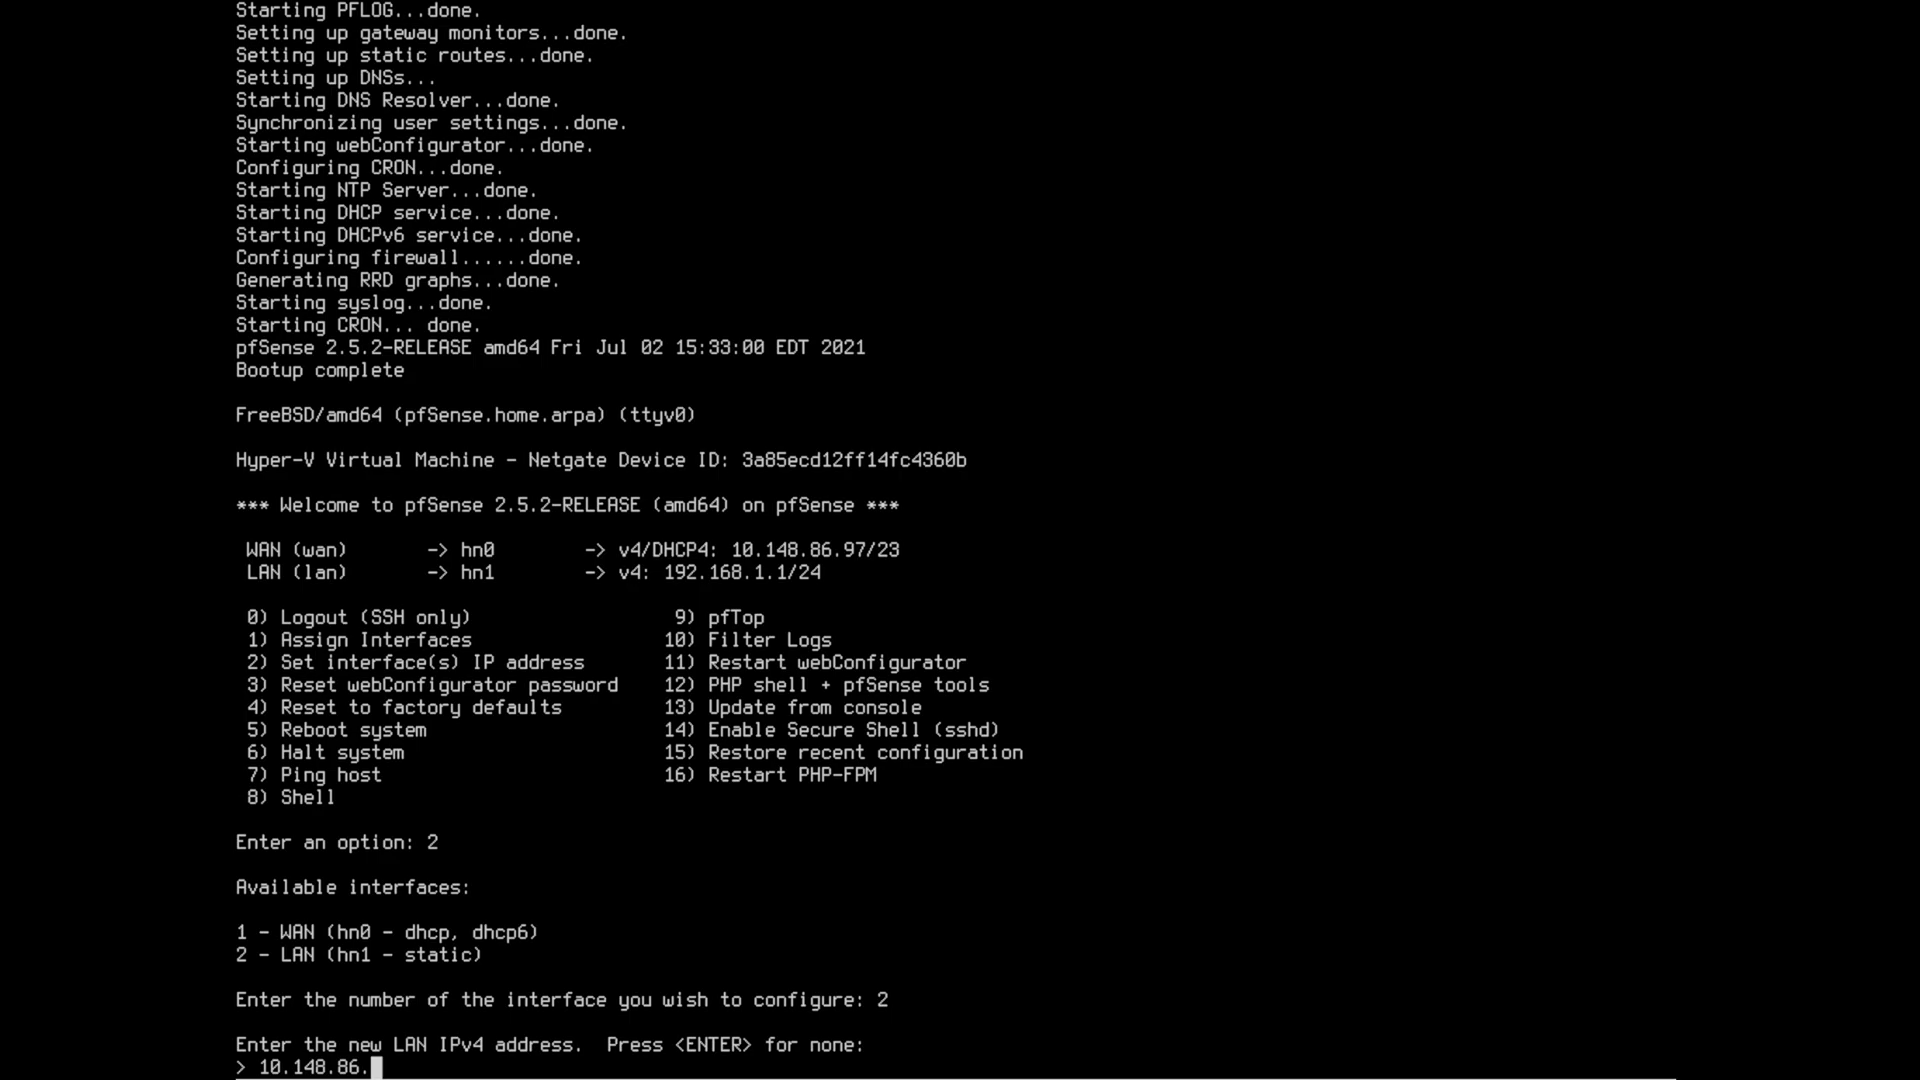 Starting PFLOG...done.
Setting up gateway monitors...done.
Setting up static routes...done.
Setting up DNSs...
Starting DNS Resolver...done.
Synchronizing user settings...done.
Starting webConfigurator...done.
Configuring CRON...done.
Starting NTP Server...done.
Starting DHCP service...done.
Starting DHCPv6 service...done.
Configuring firewall......done.
Generating RRD graphs...done.
Starting syslog...done.
Starting CRON... done.
pfSense 2.5.2-RELEASE amd64 Fri Jul 02 15:33:00 EDT 2021
Bootup complete

FreeBSD/amd64 (pfSense.home.arpa) (ttyv0)

Hyper-V Virtual Machine - Netgate Device ID: 3a85ecd12ff14fc4360b

*** Welcome to pfSense 2.5.2-RELEASE (amd64) on pfSense ***

 WAN (wan)       -> hn0        -> v4/DHCP4: 10.148.86.97/23
 LAN (lan)       -> hn1        -> v4: 192.168.1.1/24

 0) Logout (SSH only)                  9) pfTop
 1) Assign Interfaces                 10) Filter Logs
 2) Set interface(s) IP address       11) Restart webConfigurator
 3) Reset webConfigurator password    12) PHP shell + pfSense tools
 4) Reset to factory defaults         13) Update from console
 5) Reboot system                     14) Enable Secure Shell (sshd)
 6) Halt system                       15) Restore recent configuration
 7) Ping host                         16) Restart PHP-FPM
 8) Shell

Enter an option: 2

Available interfaces:

1 - WAN (hn0 - dhcp, dhcp6)
2 - LAN (hn1 - static)

Enter the number of the interface you wish to configure: 2

Enter the new LAN IPv4 address.  Press <ENTER> for none:
> 10.148.86.